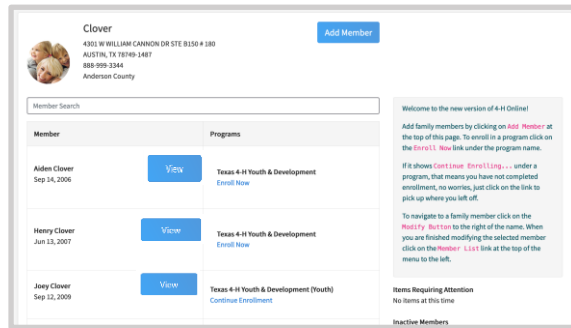 Clover
4301 W WILLIAM CANNON DR STE B150 # 180
AUSTIN, TX 78749-1487
888-999-3344
Anderson County
Add Member
Member Search
Member
Programs
Aiden Clover
Sep 14, 2006
View
Texas 4-H Youth & Development
Enroll Now
Henry Clover
Jun 13, 2007
View
Texas 4-H Youth & Development
Enroll Now
Joey Clover
Sep 12, 2009
View
Texas 4-H Youth & Development (Youth)
Continue Enrollment
Welcome to the new version of 4-H Online!
Add family members by clicking on Add Member at
the top of this page. To enroll in a program click on
the Enroll Now link under the program name.
If it shows Continue Enrolling... under a
program, that means you have not completed
enrollment, no worries, just click on the link to
pick up where you left off.
To navigate to a family member click on the
Modify Button to the right of the name. When
you are finished modifying the selected member
click on the Member List link at the top of the
menu to the left.
Items Requiring Attention
No items at this time
Inactive Members